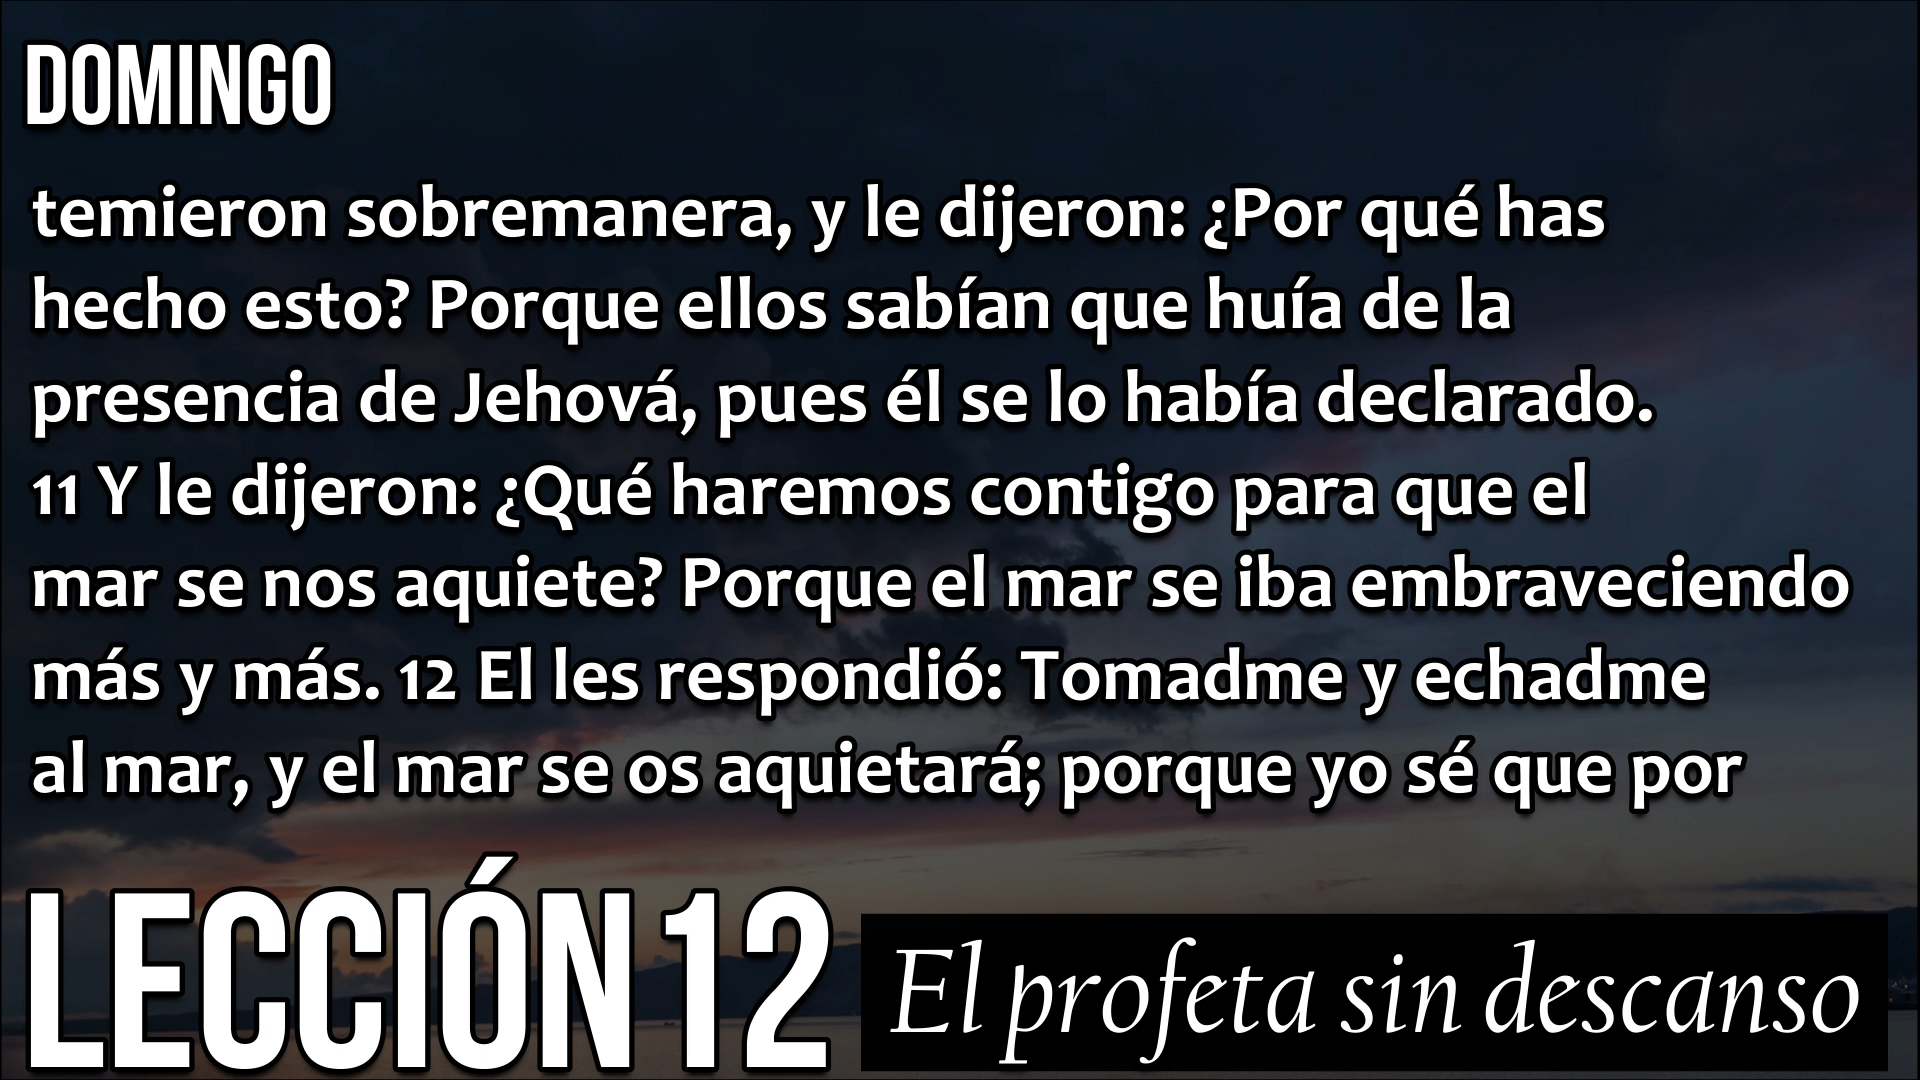 DOMINGO
temieron sobremanera, y le dijeron: ¿Por qué has
hecho esto? Porque ellos sabían que huía de la
presencia de Jehová, pues él se lo había declarado.
11 Y le dijeron: ¿Qué haremos contigo para que el
mar se nos aquiete? Porque el mar se iba embraveciendo
más y más. 12 El les respondió: Tomadme y echadme
al mar, y el mar se os aquietará; porque yo sé que por
LECCIÓN 12
El profeta sin descanso